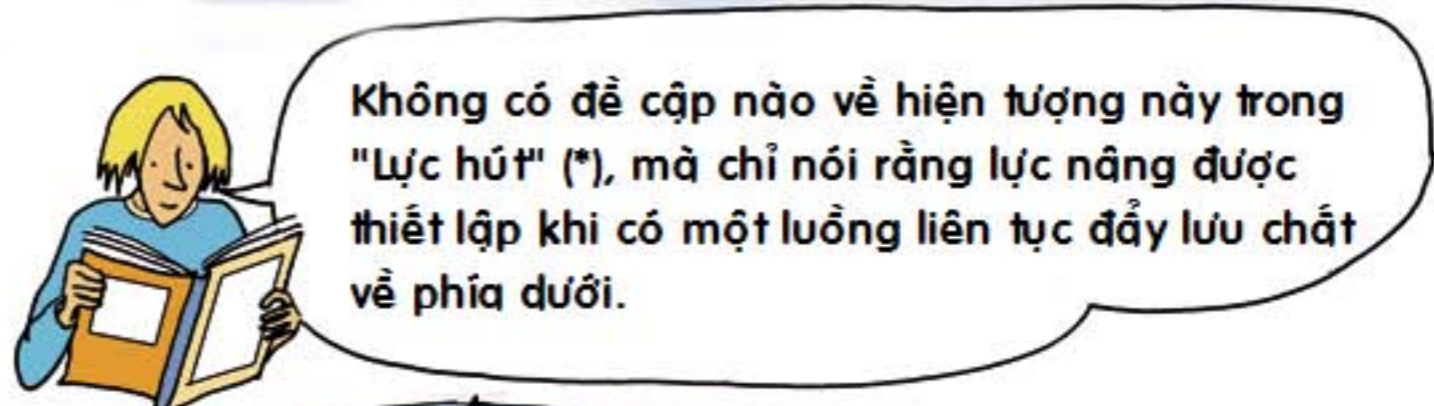 Không có đề cập nào về hiện tượng này trong
"Lực hút" (*), mà chỉ nói rằng lực nâng được
thiết lập khi có một luồng liên tục đẩy lưu chất
về phía dưới.